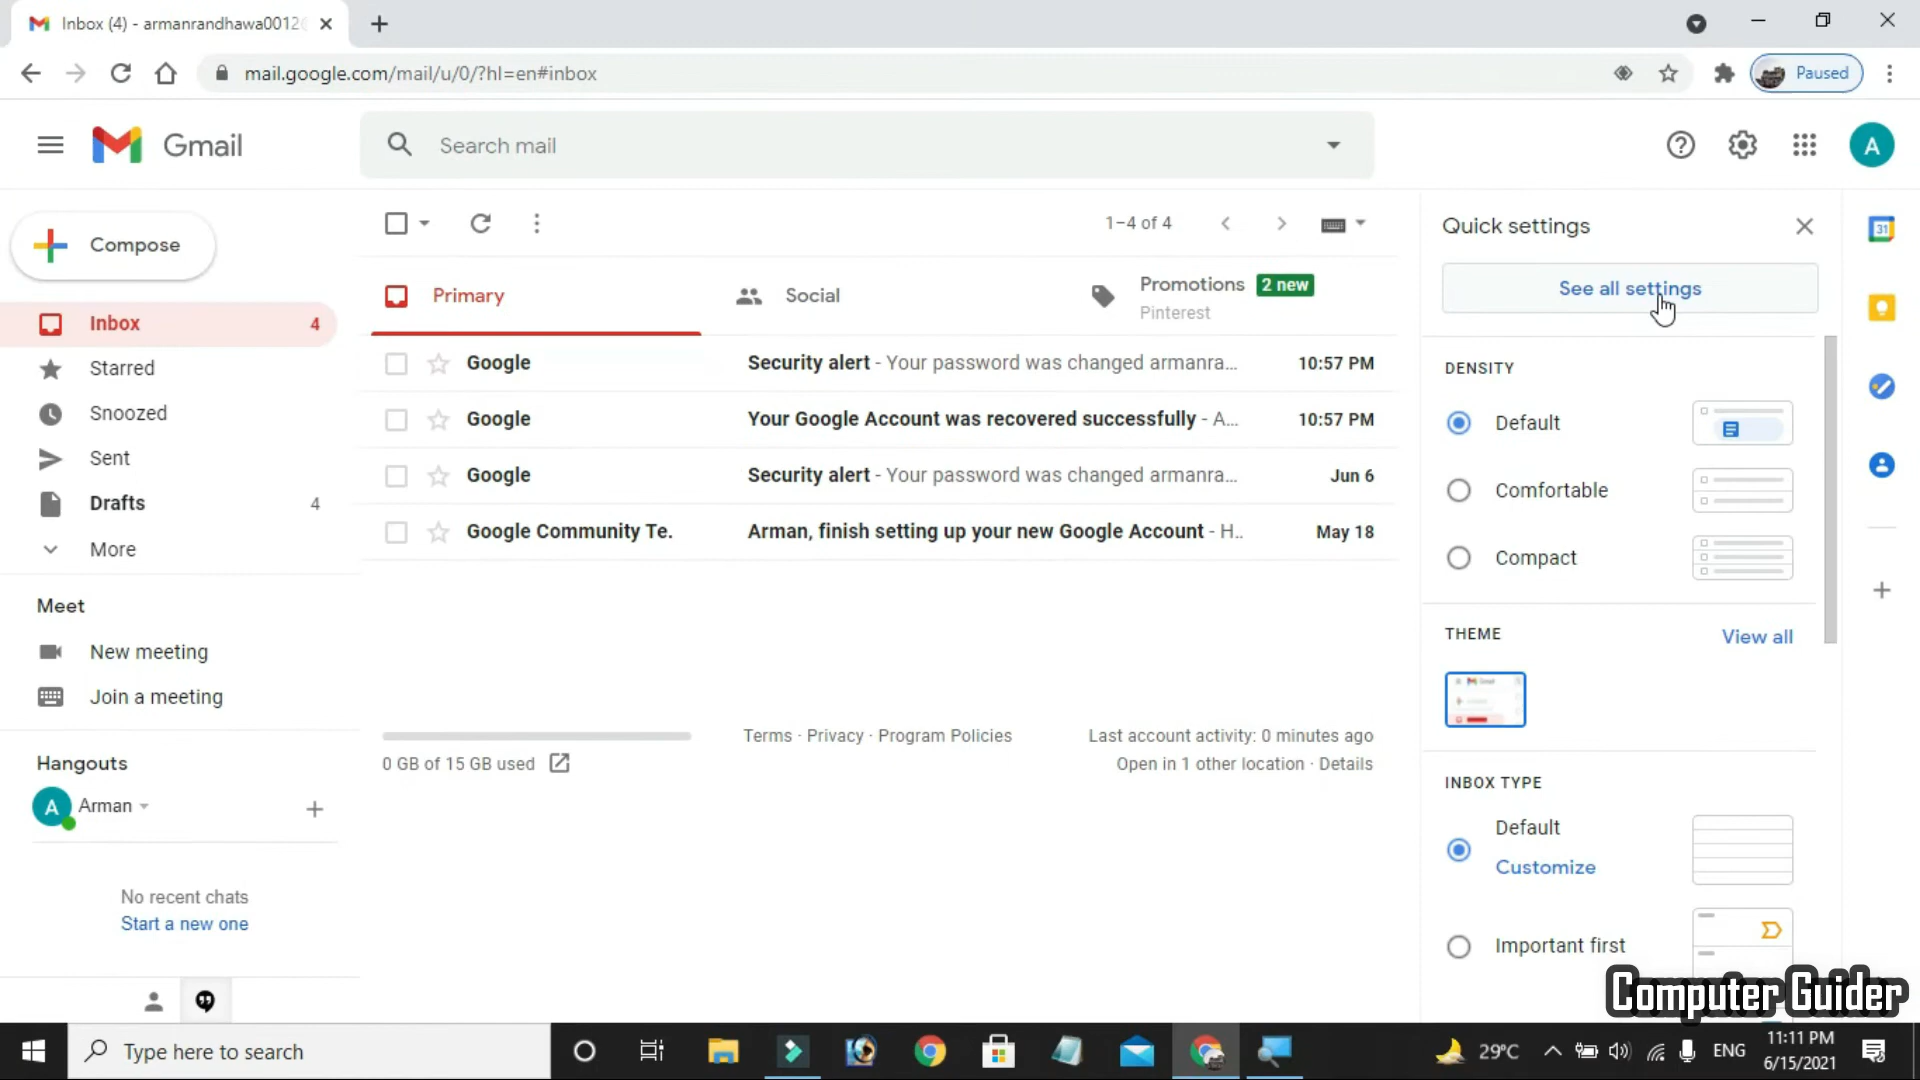 Inbox (4) - armanrandhawa0012
mail.google.com/mail/u/0/?hl=en#inbox
Paused
Gmail
Search mail
A
Compose
1–4 of 4
Quick settings
31
See all settings
Primary
Social
Promotions 2 new
Pinterest
Inbox 4
Starred
Snoozed
Sent
Drafts 4
More
Google Security alert - Your password was changed armanra... 10:57 PM
Google Your Google Account was recovered successfully - A... 10:57 PM
Google Security alert - Your password was changed armanra... Jun 6
Google Community Te. Arman, finish setting up your new Google Account - H.. May 18
DENSITY
Default
Comfortable
Compact
THEME
View all
Meet
New meeting
Join a meeting
Terms · Privacy · Program Policies
Last account activity: 0 minutes ago
0 GB of 15 GB used
Open in 1 other location · Details
Hangouts
A Arman
No recent chats
Start a new one
INBOX TYPE
Default
Customize
Important first
Computer Guider
Type here to search
29°C
ENG
11:11 PM
6/15/2021